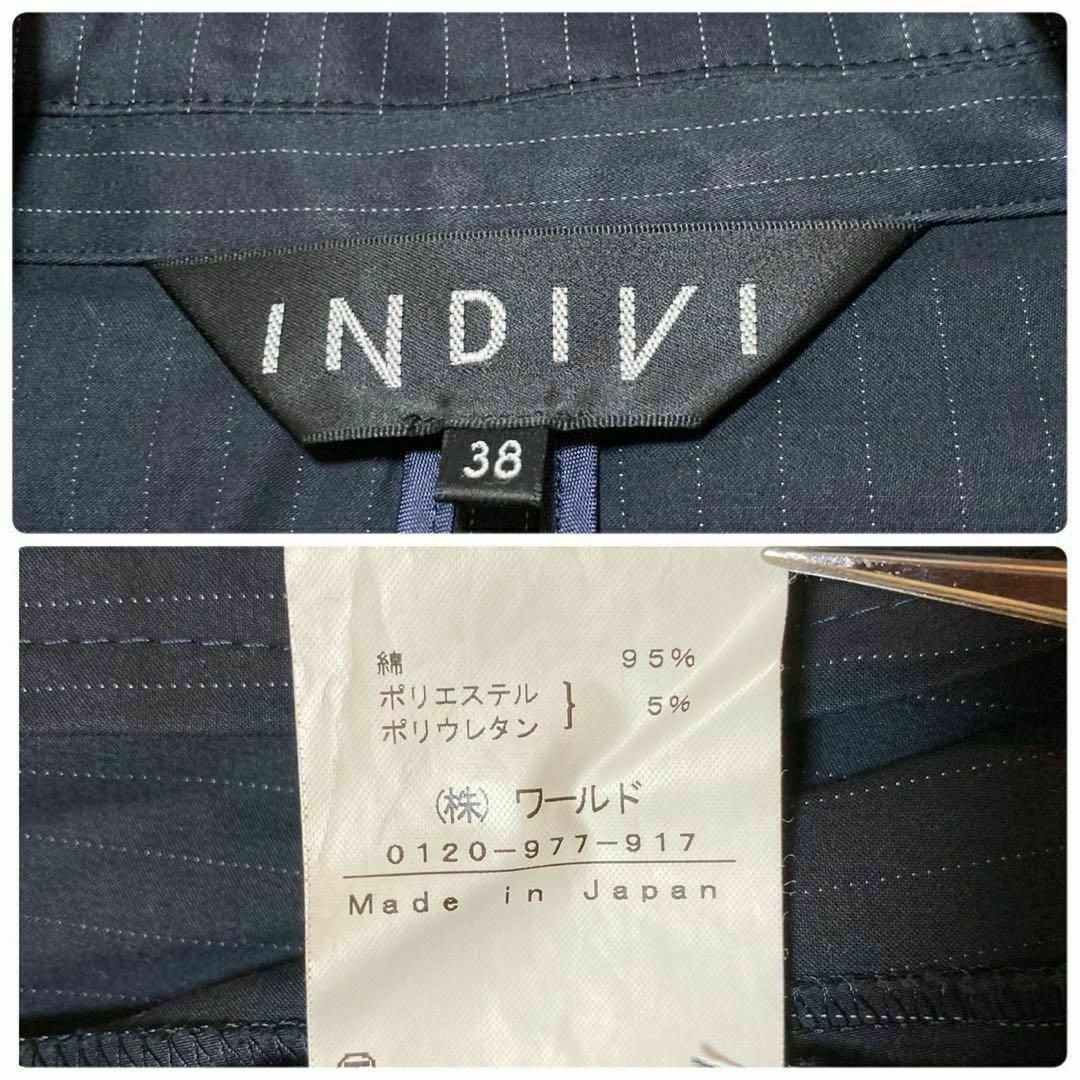 INDIVI
38
綿 95%
ポリエステル } 5%
ポリウレタン
(株) ワールド
0120-977-917
Made in Japan